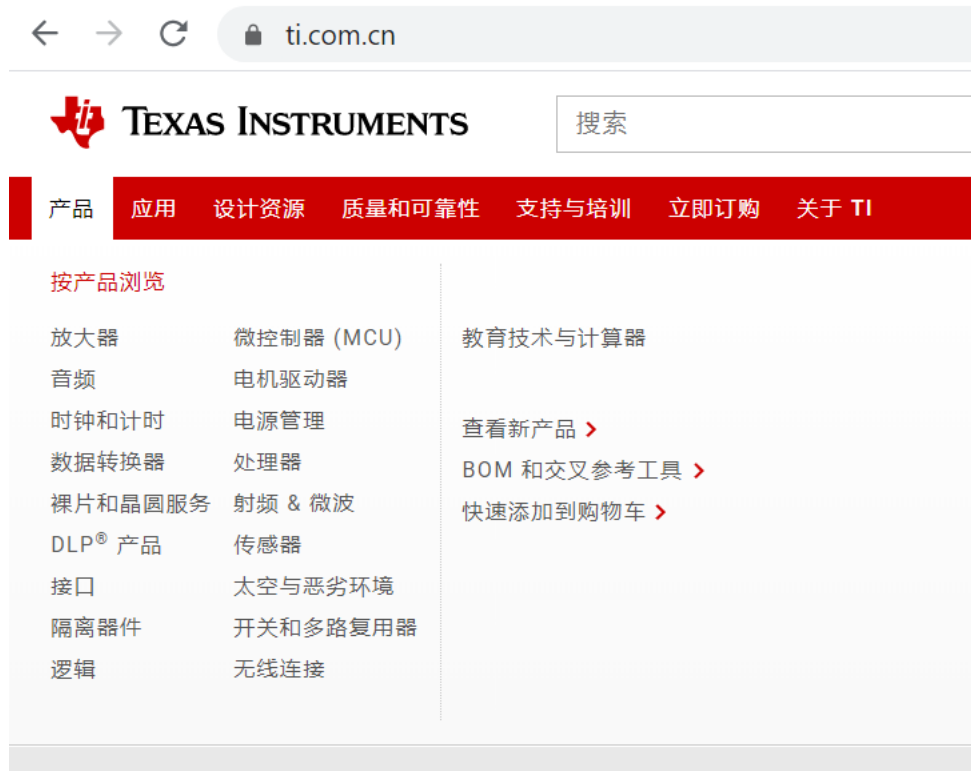 ti.com.cn
TEXAS INSTRUMENTS
搜索
产品 应用 设计资源 质量和可靠性 支持与培训 立即订购 关于 TI
按产品浏览
放大器
音频
时钟和计时
数据转换器
裸片和晶圆服务
DLP® 产品
接口
隔离器件
逻辑
微控制器 (MCU)
电机驱动器
电源管理
处理器
射频 & 微波
传感器
太空与恶劣环境
开关和多路复用器
无线连接
教育技术与计算器
查看新产品
BOM 和交叉参考工具
快速添加到购物车